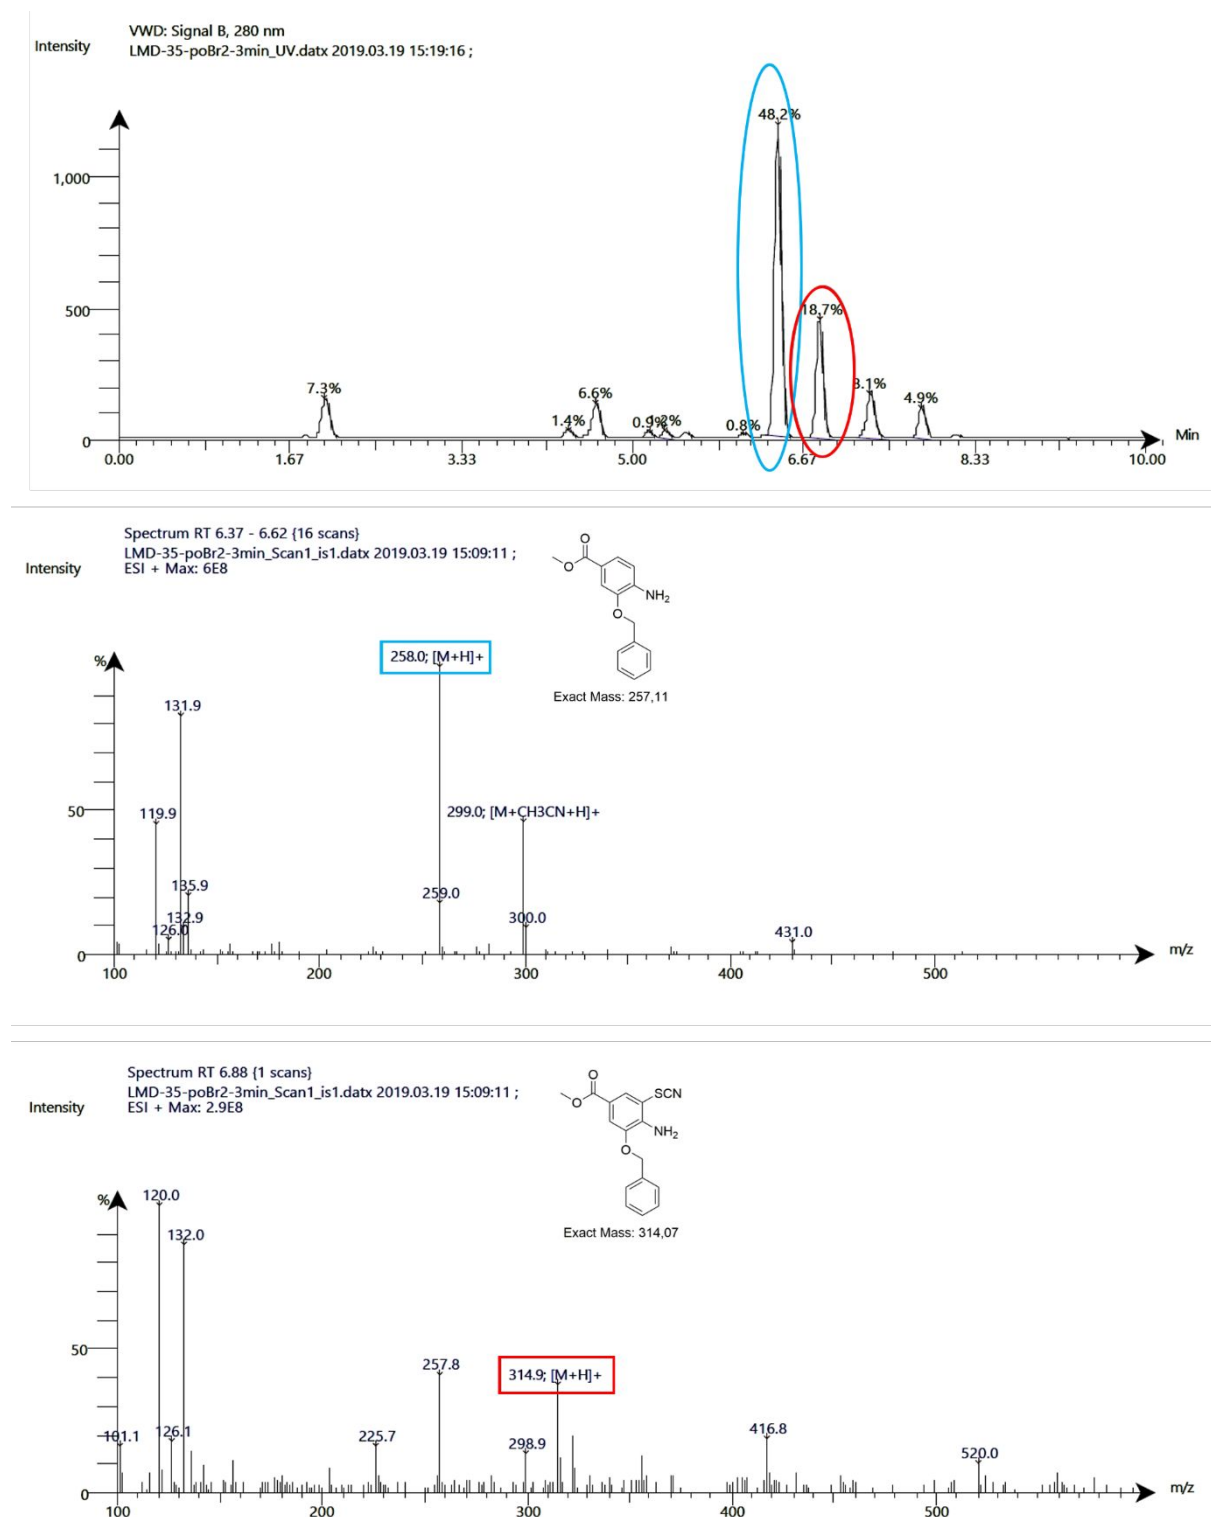 VWD: Signal B, 280 nm
Intensity
LMD-35-poBr2-3min_UV.datx 2019.03.19 15:19:16 ;
48.2%
1,000
500
18.7%
7.3%
6.6%
1.4%
0.9%
1.2%
0.8%
8.1%
4.9%
0
Min
0.00 1.67 3.33 5.00 6.67 8.33 10.00
Spectrum RT 6.37 - 6.62 {16 scans}
LMD-35-poBr2-3min_Scan1_is1.datx 2019.03.19 15:09:11 ;
Intensity
ESI + Max: 6E8
O
O
NH2
O
Exact Mass: 257,11
%
258.0; [M+H]+
131.9
50
119.9
299.0; [M+CH3CN+H]+
135.9
259.0
132.9
126.0
300.0
431.0
0
m/z
100 200 300 400 500
Spectrum RT 6.88 {1 scans}
LMD-35-poBr2-3min_Scan1_is1.datx 2019.03.19 15:09:11 ;
Intensity
ESI + Max: 2.9E8
O
SCN
O
NH2
O
Exact Mass: 314,07
%
120.0
132.0
50
257.8
314.9; [M+H]+
101.1
126.1
225.7
298.9
416.8
520.0
0
m/z
100 200 300 400 500